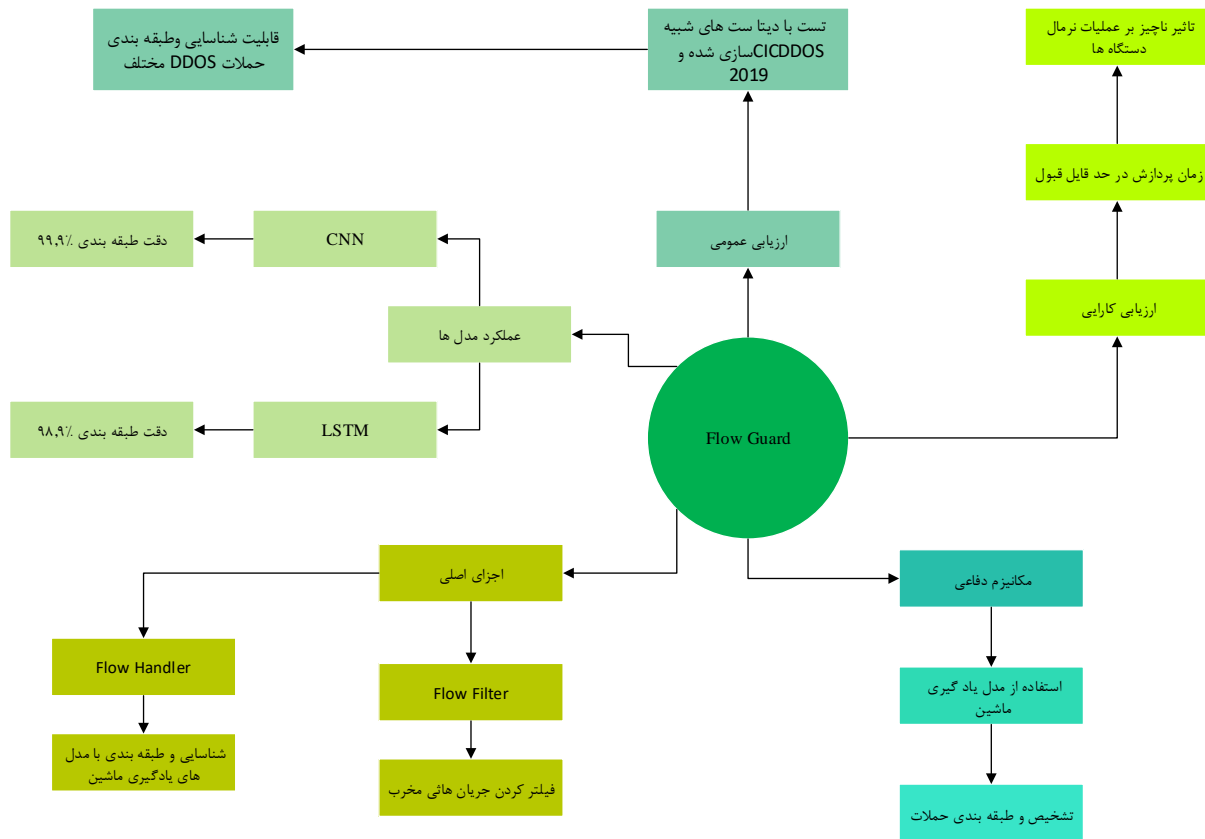 تست با دیتا ست های شبیه
سازی شده و CICDDOS
2019
قابلیت شناسایی وطبقه بندی
حملات DDOS مختلف
تاثیر ناچیز بر عملیات نرمال
دستگاه ها
زمان پردازش در حد قایل قبول
ارزیابی کارایی
ارزیابی عمومی
CNN
دقت طبقه بندی ۹۹,۹٪
عملکرد مدل ها
LSTM
دقت طبقه بندی ۹۸,۹٪
Flow Guard
اجزای اصلی
Flow Handler
شناسایی و طبقه بندی با مدل
های یادگیری ماشین
Flow Filter
فیلتر کردن جریان هائی مخرب
مکانیزم دفاعی
استفاده از مدل یاد گیری
ماشین
تشخیص و طبقه بندی حملات